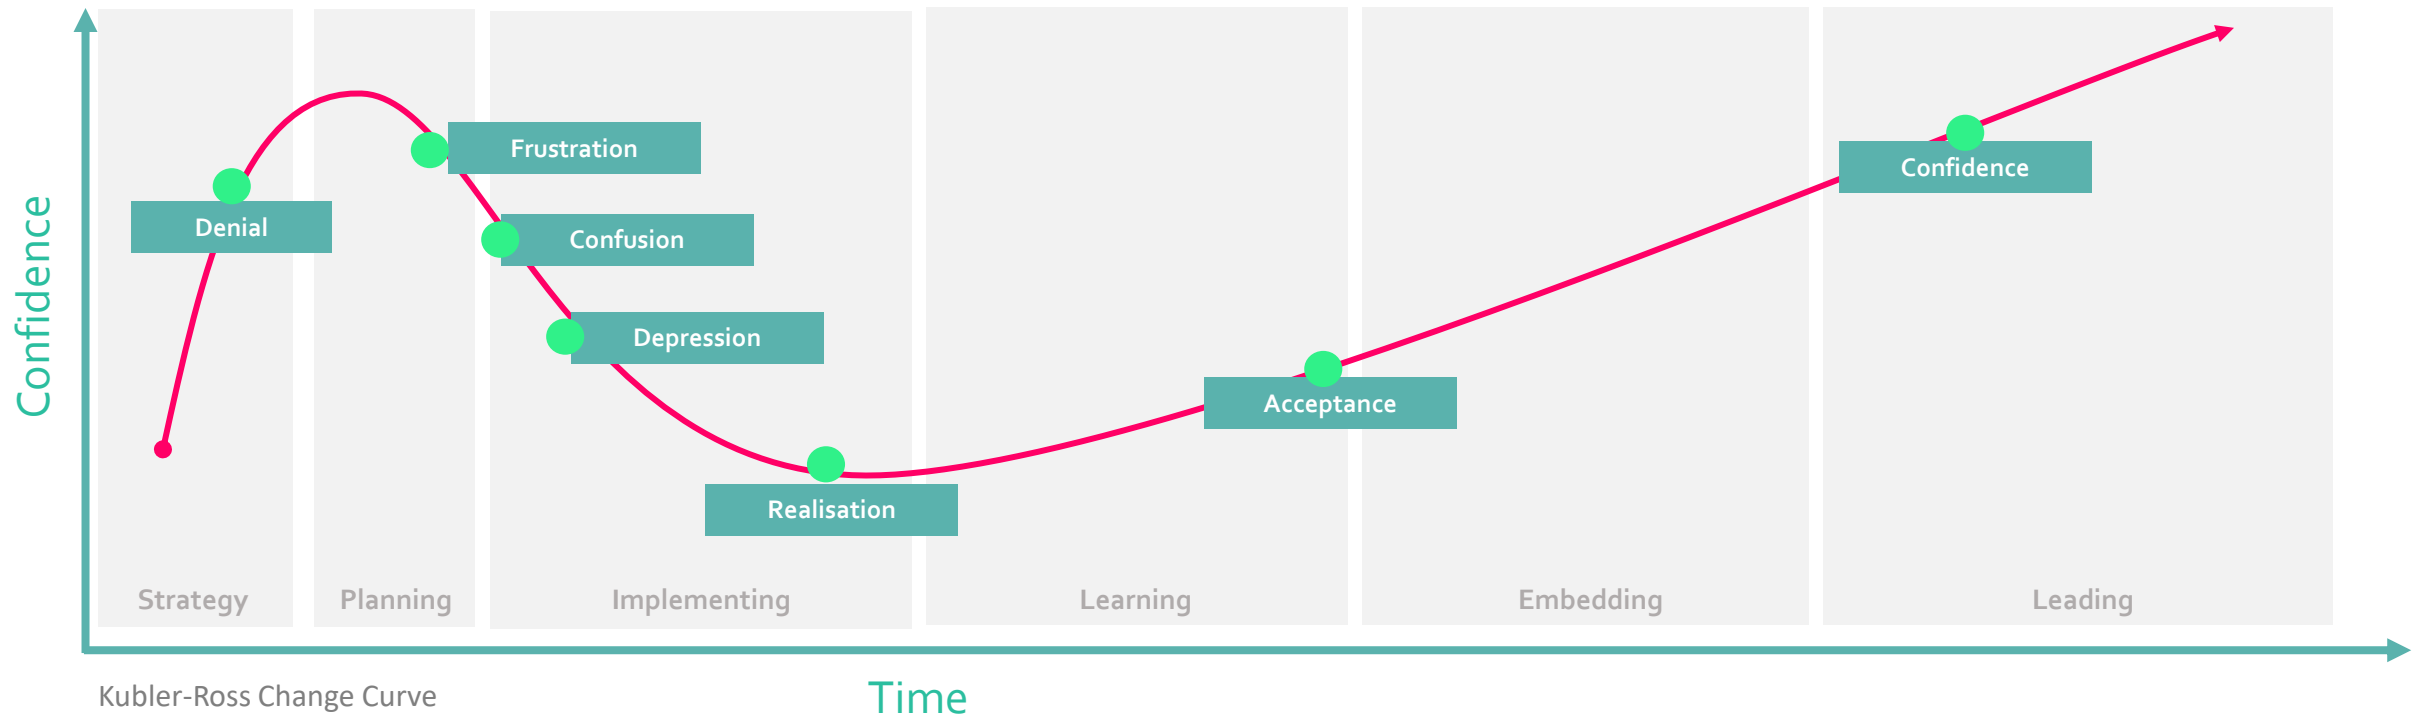 Confidence
Denial
Frustration
Confusion
Depression
Realisation
Acceptance
Confidence
Strategy
Planning
Implementing
Learning
Embedding
Leading
Kubler-Ross Change Curve
Time